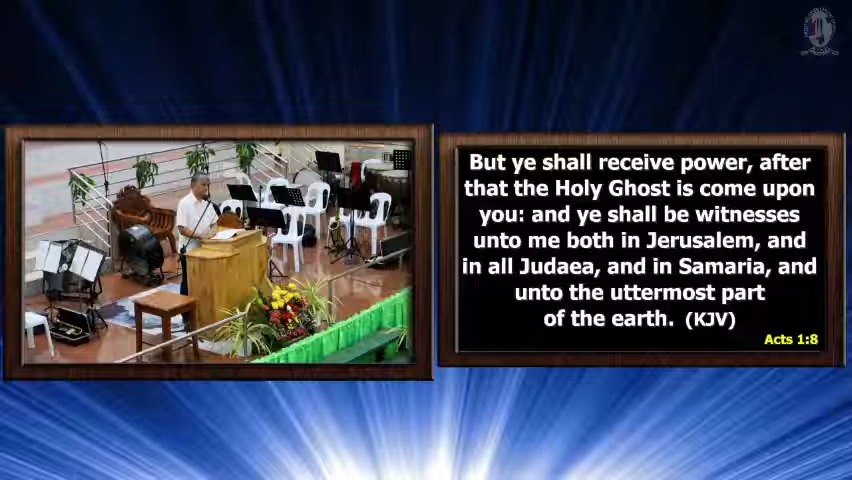 But ye shall receive power, after
that the Holy Ghost is come upon
you: and ye shall be witnesses
unto me both in Jerusalem, and
in all Judaea, and in Samaria, and
unto the uttermost part
of the earth. (KJV)
Acts 1:8